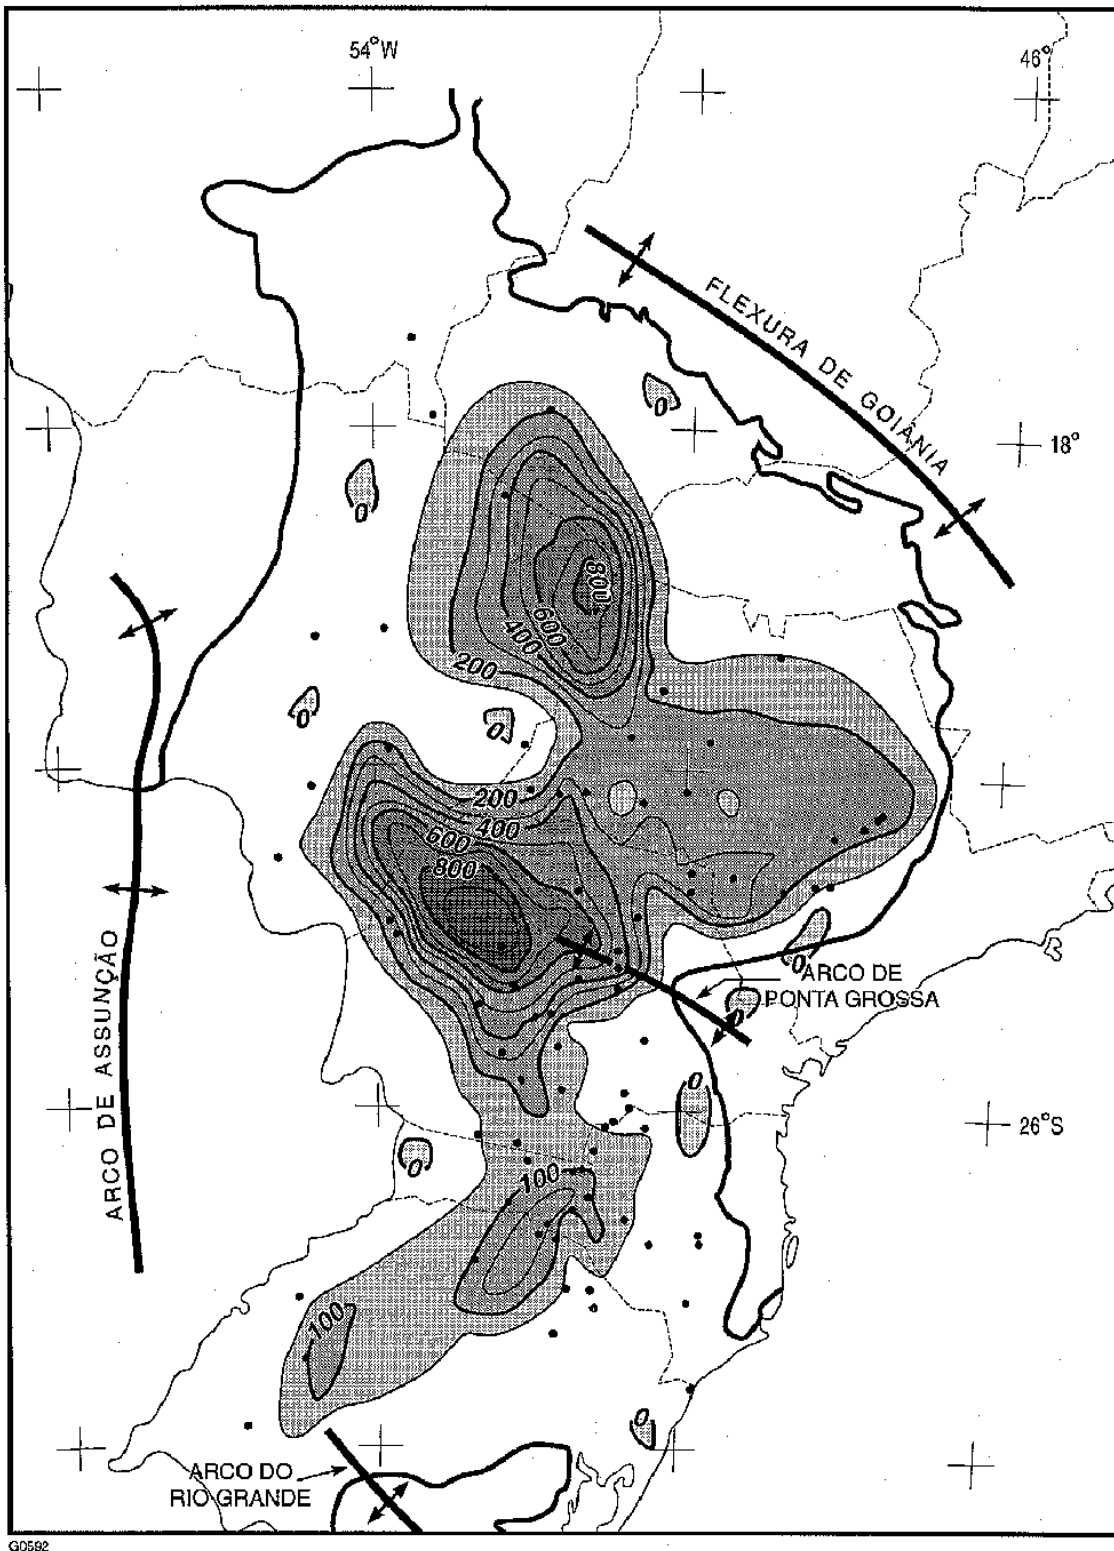 54°W
46°
FLEXURA DE GOIÂNIA
0
18°
0
800
600
400
200
0
0
200
400
600
800
ARCO DE ASSUNÇÃO
0
ARCO DE
PONTA GROSSA
0
0
26°S
0
100
100
0
ARCO DO
RIO GRANDE
G0592